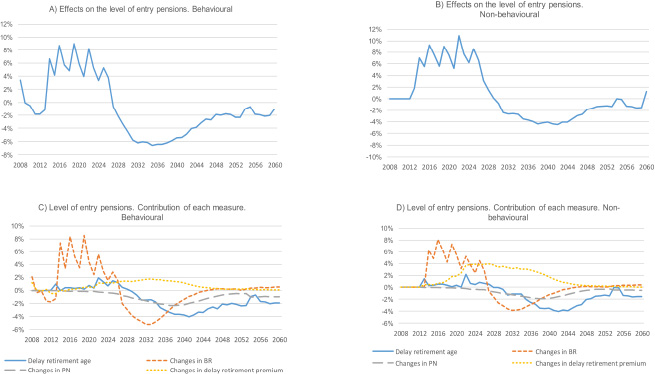 A) Effects on the level of entry pensions. Behavioural
12%
10%
8%
6%
4%
2%
0%
-2%
-4%
-6%
-8%
2008 2012 2016 2020 2024 2028 2032 2036 2040 2044 2048 2052 2056 2060
B) Effects on the level of entry pensions.
Non-behavioural
12%
10%
8%
6%
4%
2%
0%
-2%
-4%
-6%
-8%
-10%
2008 2012 2016 2020 2024 2028 2032 2036 2040 2044 2048 2052 2056 2060
C) Level of entry pensions. Contribution of each measure.
Behavioural
10%
8%
6%
4%
2%
0%
-2%
-4%
-6%
-8%
2008 2012 2016 2020 2024 2028 2032 2036 2040 2044 2048 2052 2056 2060
Delay retirement age
Changes in BR
Changes in PN
Changes in delay retirement premium
D) Level of entry pensions. Contribution of each measure. Non-
behavioural
10%
8%
6%
4%
2%
0%
-2%
-4%
-6%
2008 2012 2016 2020 2024 2028 2032 2036 2040 2044 2048 2052 2056 2060
Delay retirement age
Changes in BR
Changes in PN
Changes in delay retirement premium